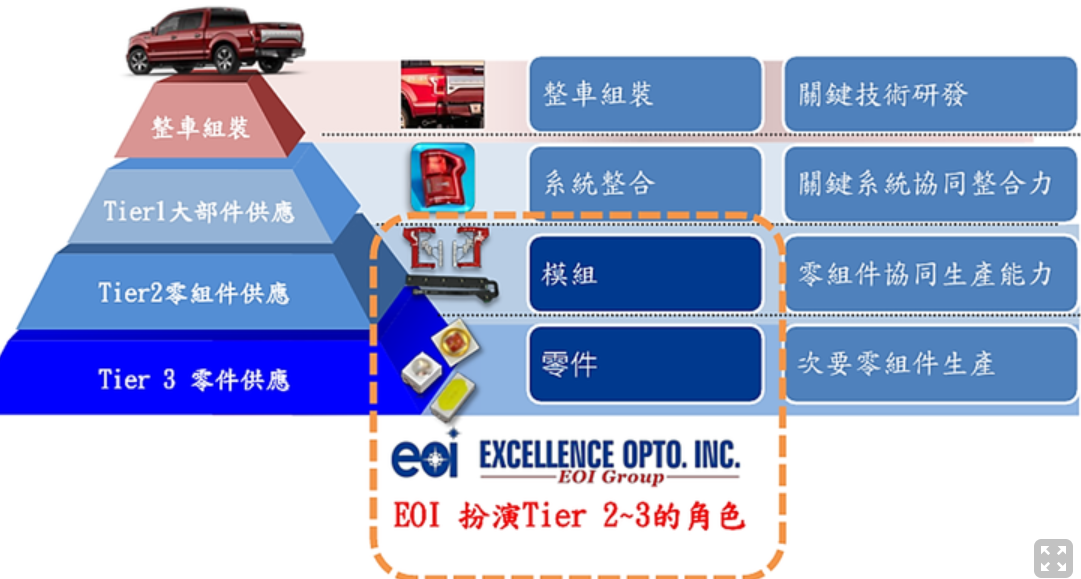 整車組裝
整車組裝
關鍵技術研發
Tier1大部件供應
系統整合
關鍵系統協同整合力
Tier2零組件供應
模組
零組件協同生產能力
Tier 3 零件供應
零件
次要零組件生產
eoi EXCELLENCE OPTO. INC.
EOI Group
EOI 扮演Tier 2~3的角色